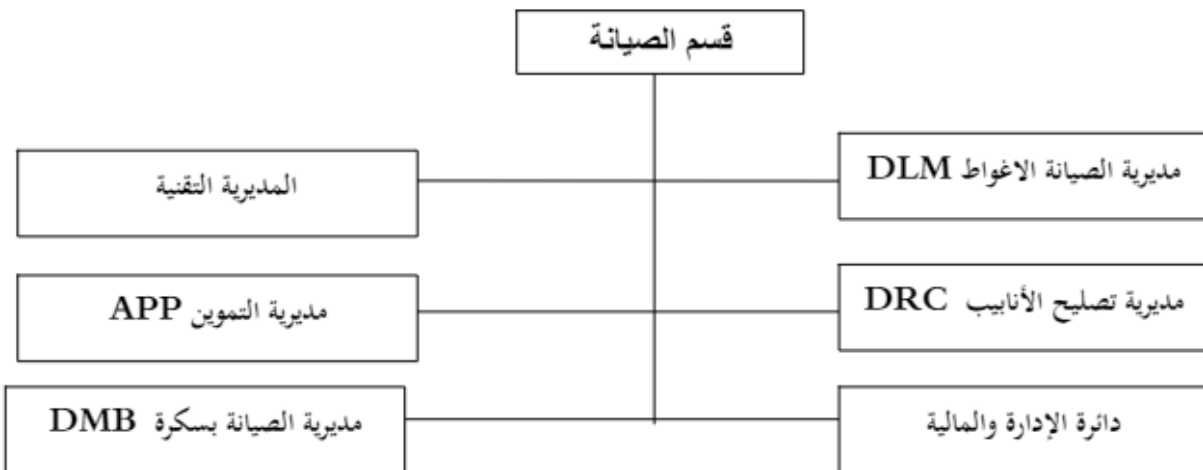 قسم الصيانة
مديرية الصيانة الاغواط DLM
المديرية التقنية
مديرية تصليح الأنابيب DRC
مديرية التموين APP
دائرة الإدارة والمالية
مديرية الصيانة بسكرة DMB